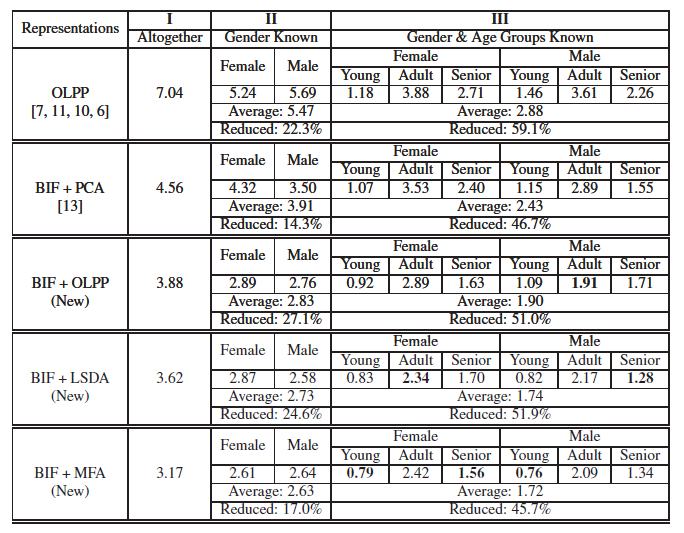 Representations I II III
Altogether Gender Known Gender & Age Groups Known
OLPP [7, 11, 10, 6] 7.04 Female Male Female Male
Young Adult Senior Young Adult Senior
5.24 5.69 1.18 3.88 2.71 1.46 3.61 2.26
Average: 5.47 Average: 2.88
Reduced: 22.3% Reduced: 59.1%
BIF + PCA [13] 4.56 Female Male Female Male
Young Adult Senior Young Adult Senior
4.32 3.50 1.07 3.53 2.40 1.15 2.89 1.55
Average: 3.91 Average: 2.43
Reduced: 14.3% Reduced: 46.7%
BIF + OLPP (New) 3.88 Female Male Female Male
Young Adult Senior Young Adult Senior
2.89 2.76 0.92 2.89 1.63 1.09 1.91 1.71
Average: 2.83 Average: 1.90
Reduced: 27.1% Reduced: 51.0%
BIF + LSDA (New) 3.62 Female Male Female Male
Young Adult Senior Young Adult Senior
2.87 2.58 0.83 2.34 1.70 0.82 2.17 1.28
Average: 2.73 Average: 1.74
Reduced: 24.6% Reduced: 51.9%
BIF + MFA (New) 3.17 Female Male Female Male
Young Adult Senior Young Adult Senior
2.61 2.64 0.79 2.42 1.56 0.76 2.09 1.34
Average: 2.63 Average: 1.72
Reduced: 17.0% Reduced: 45.7%